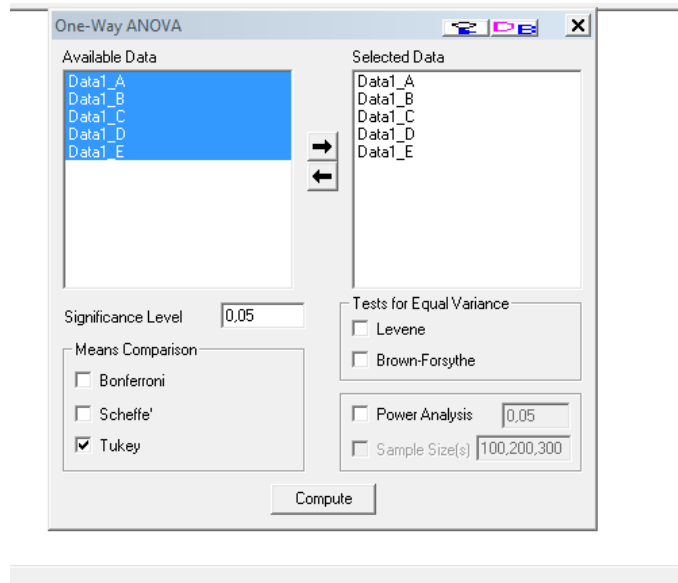 One-Way ANOVA
Available Data
Data1_A
Data1_B
Data1_C
Data1_D
Data1_E
Selected Data
Data1_A
Data1_B
Data1_C
Data1_D
Data1_E
Significance Level 0,05
Means Comparison
Bonferroni
Scheffe'
Tukey
Tests for Equal Variance
Levene
Brown-Forsythe
Power Analysis 0,05
Sample Size(s) 100,200,300
Compute